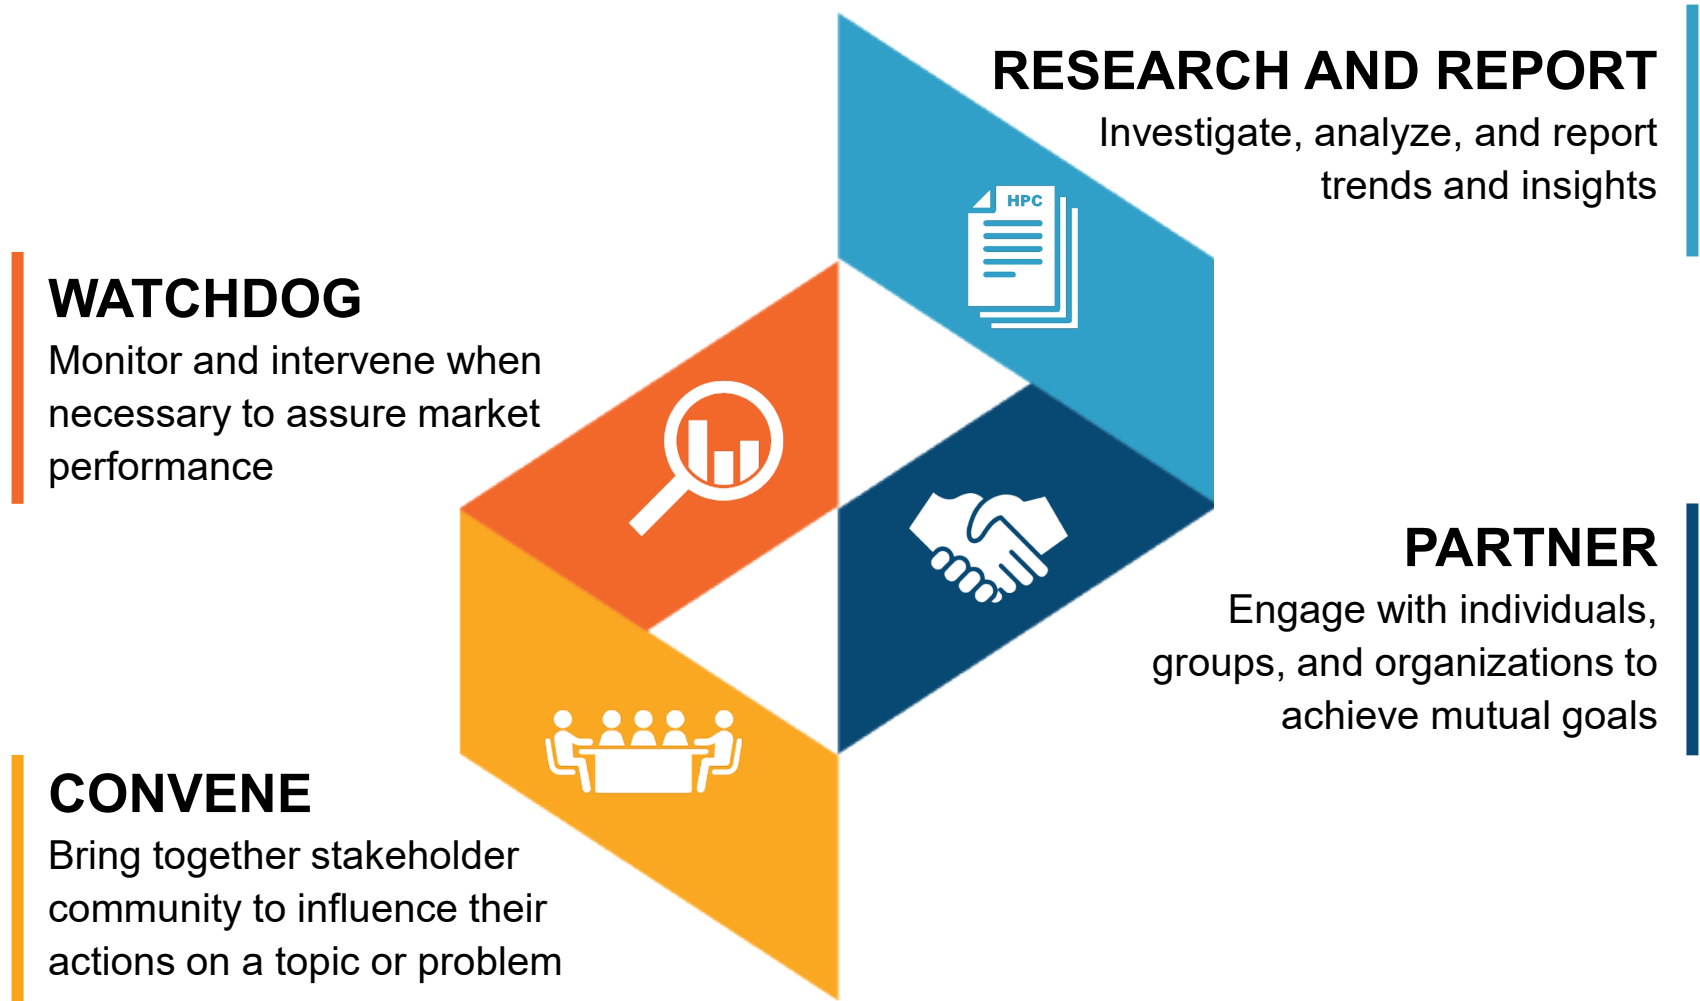 RESEARCH AND REPORT
Investigate, analyze, and report
trends and insights
HPC
WATCHDOG
Monitor and intervene when
necessary to assure market
performance
PARTNER
Engage with individuals,
groups, and organizations to
achieve mutual goals
CONVENE
Bring together stakeholder
community to influence their
actions on a topic or problem